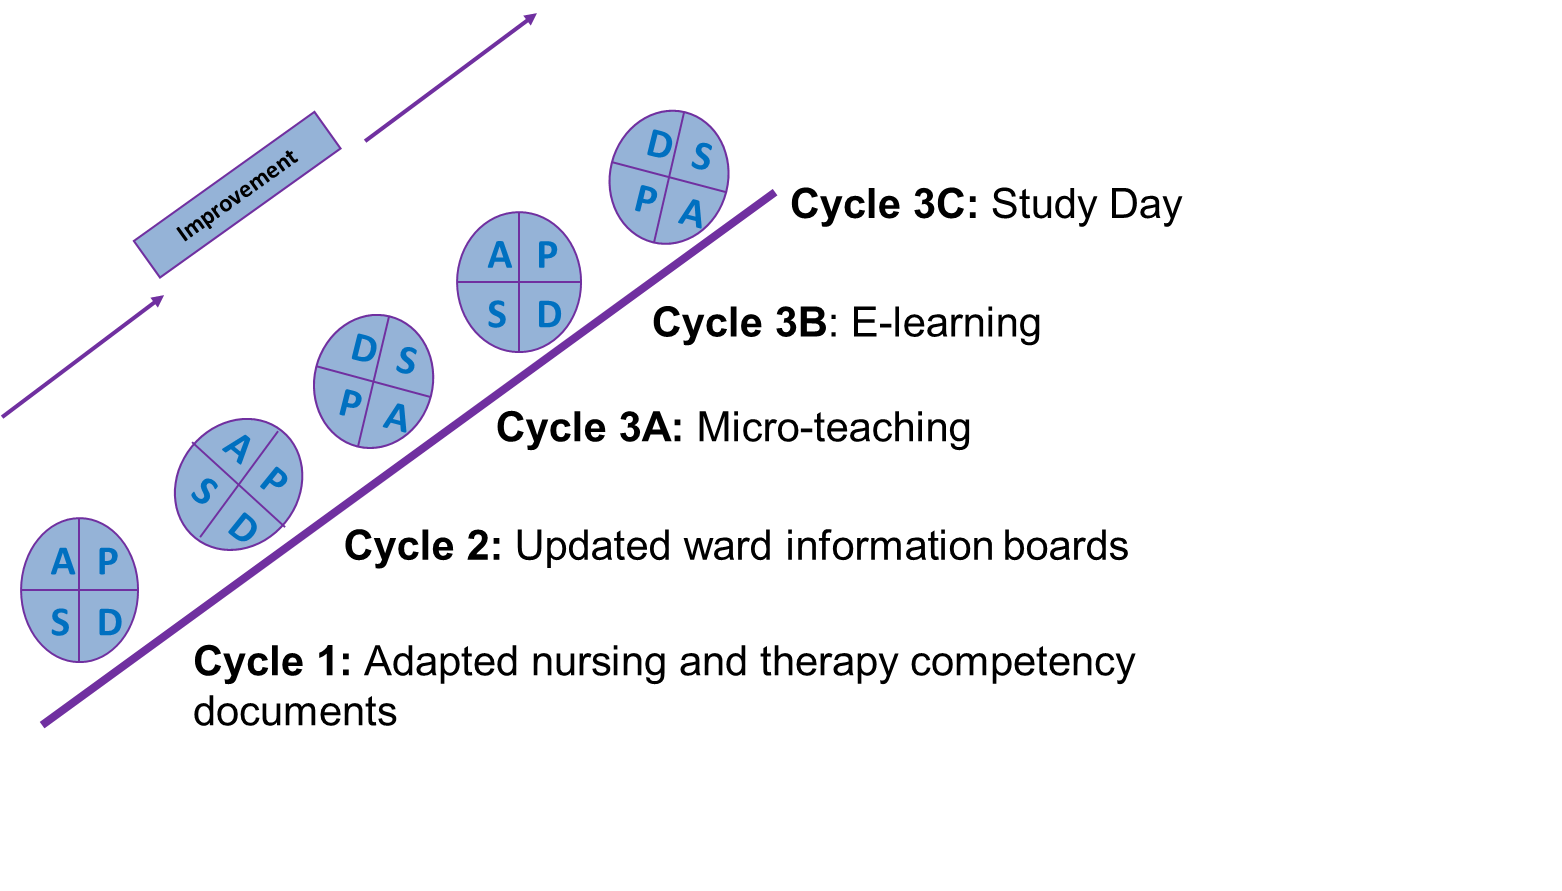 Improvement
D S
P A
Cycle 3C: Study Day
A P
S D
Cycle 3B: E-learning
D S
P A
Cycle 3A: Micro-teaching
A P
S D
Cycle 2: Updated ward information boards
A P
S D
Cycle 1: Adapted nursing and therapy competency
documents